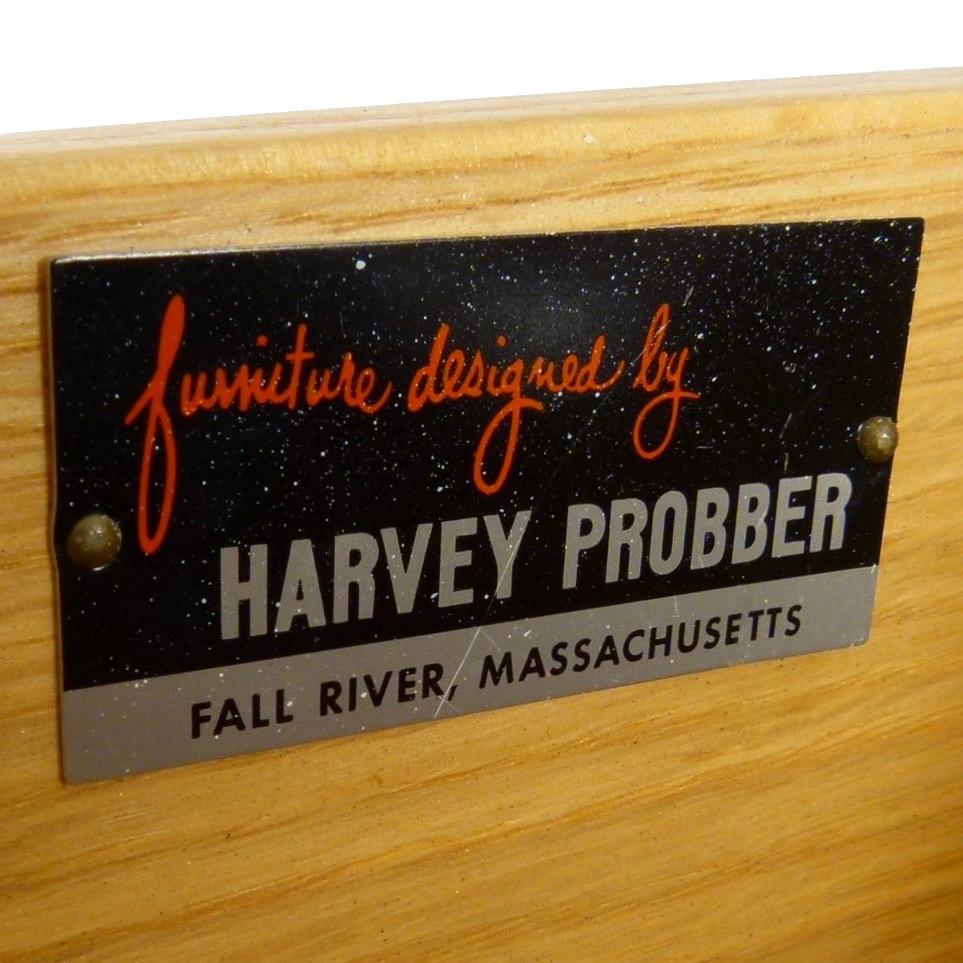 furniture designed by
HARVEY PROBBER
FALL RIVER, MASSACHUSETTS